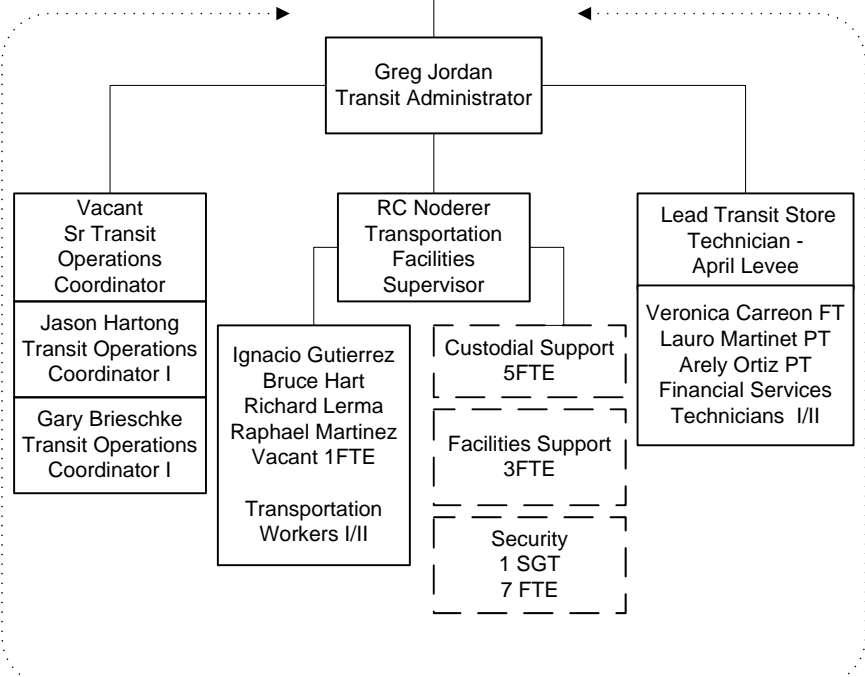 Greg Jordan
Transit Administrator
Vacant
Sr Transit
Operations
Coordinator
Jason Hartong
Transit Operations
Coordinator I
Gary Brieschke
Transit Operations
Coordinator I
RC Noderer
Transportation
Facilities
Supervisor
Ignacio Gutierrez
Bruce Hart
Richard Lerma
Raphael Martinez
Vacant 1FTE
Transportation
Workers I/II
Custodial Support
5FTE
Facilities Support
3FTE
Security
1 SGT
7 FTE
Lead Transit Store
Technician -
April Levee
Veronica Carreon FT
Lauro Martinet PT
Arely Ortiz PT
Financial Services
Technicians I/II